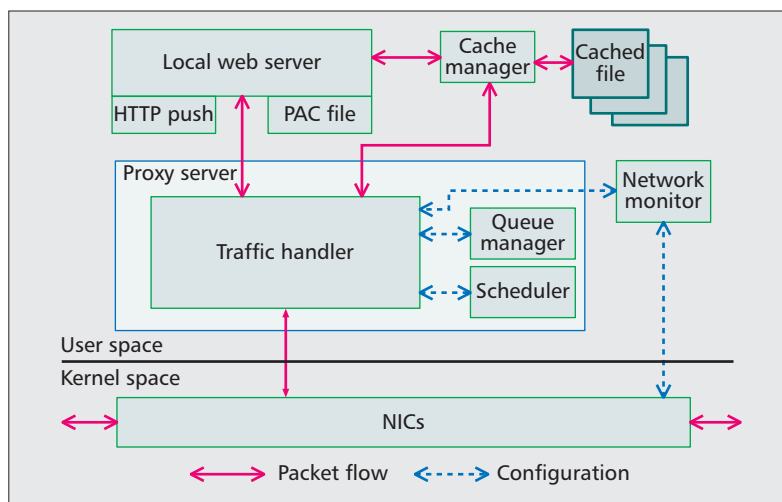 Local web server
HTTP push
PAC file
Cache
manager
Cached
file
Proxy server
Traffic handler
Queue
manager
Scheduler
Network
monitor
User space
Kernel space
NICs
Packet flow
Configuration